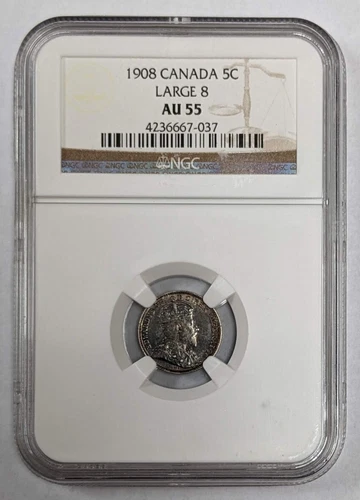 1908 CANADA 5C
LARGE 8
AU 55
4236667-037
NGC